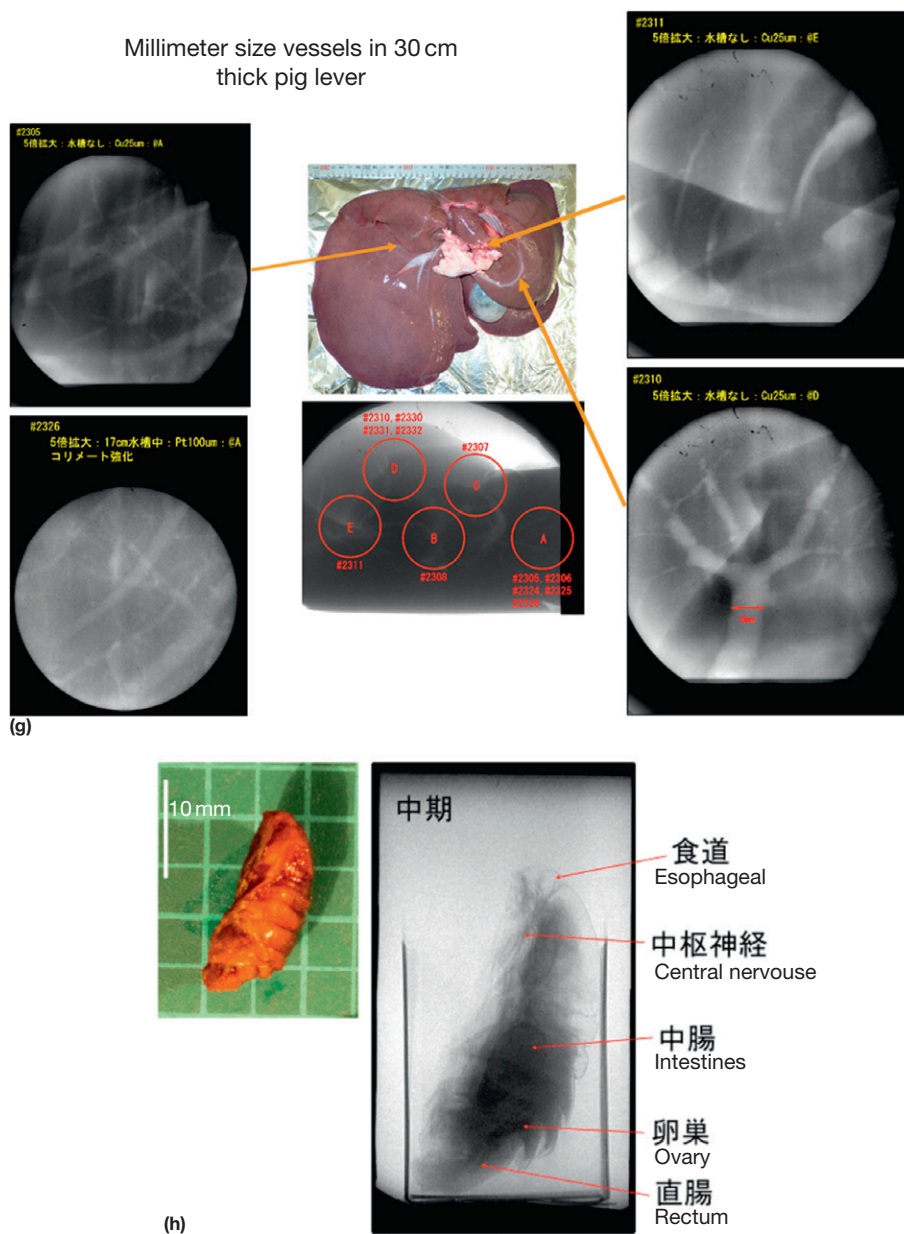 Millimeter size vessels in 30 cm
thick pig lever
#2305
5倍拡大：水槽なし：Cu25um：@A
#2311
5倍拡大：水槽なし：Cu25um：@E
#2326
5倍拡大：17cm水槽中：Pt100um：@A
コリメート強化
#2310, #2330
#2331, #2332
D
#2307
C
E
#2311
B
#2308
A
#2305, #2306
#2324, #2325
#2326
#2310
5倍拡大：水槽なし：Cu25um：@D
(g)
10 mm
中期
食道
Esophageal
中枢神経
Central nervouse
中腸
Intestines
卵巣
Ovary
直腸
Rectum
(h)